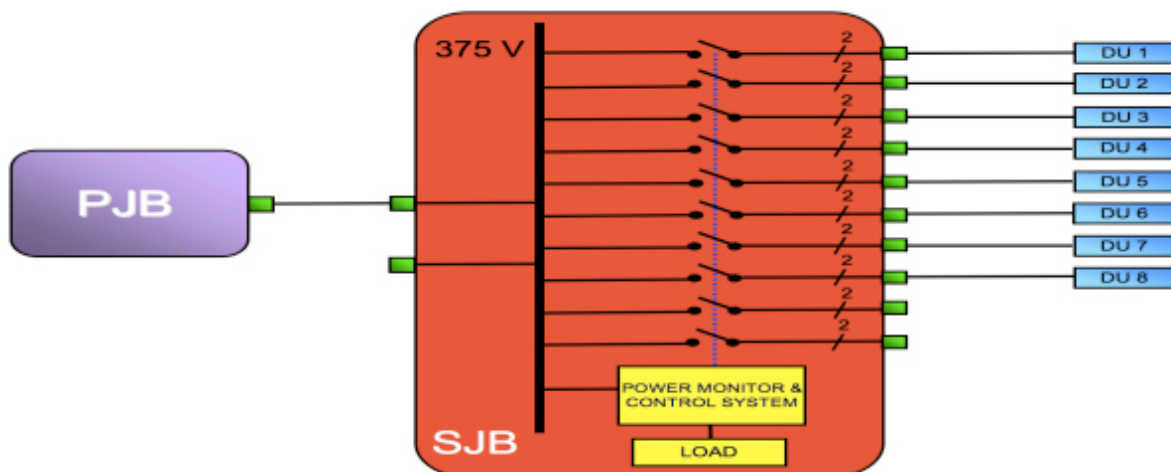 375 V
2
DU 1
2
DU 2
2
DU 3
2
DU 4
2
DU 5
2
DU 6
2
DU 7
2
DU 8
2
2
PJB
POWER MONITOR &
CONTROL SYSTEM
SJB
LOAD